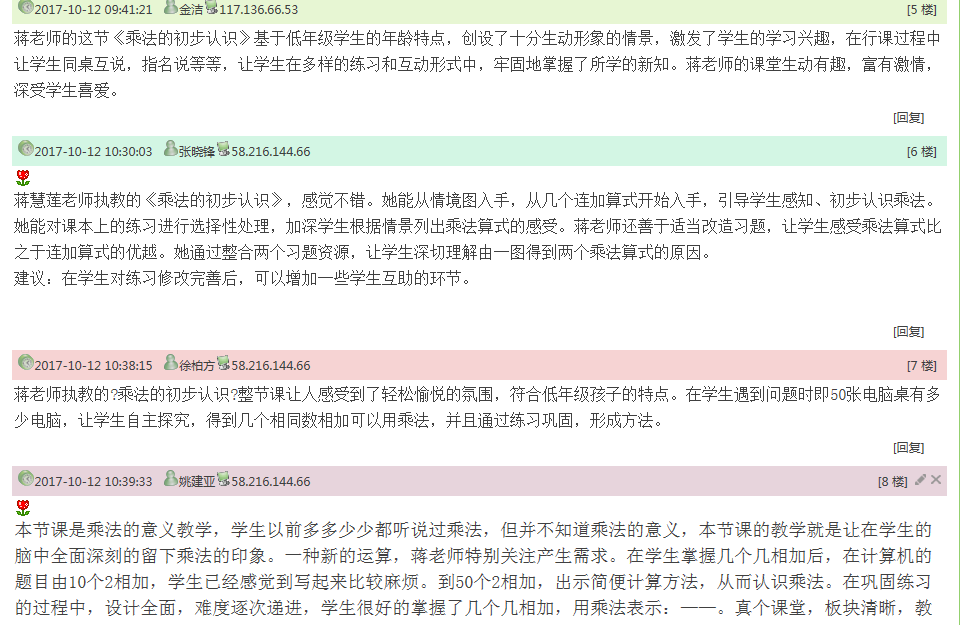 2017-10-12 09:41:21 金洁 117.136.66.53 [5 楼]
蒋老师的这节《乘法的初步认识》基于低年级学生的年龄特点，创设了十分生动形象的情景，激发了学生的学习兴趣，在行课过程中
让学生同桌互说，指名说等等，让学生在多样的练习和互动形式中，牢固地掌握了所学的新知。蒋老师的课堂生动有趣，富有激情，
深受学生喜爱。
[回复]
2017-10-12 10:30:03 张晓锋 58.216.144.66 [6 楼]
蒋慧莲老师执教的《乘法的初步认识》，感觉不错。她能从情境图入手，从几个连加算式开始入手，引导学生感知、初步认识乘法。
她能对课本上的练习进行选择性处理，加深学生根据情景列出乘法算式的感受。蒋老师还善于适当改造习题，让学生感受乘法算式比
之于连加算式的优越。她通过整合两个习题资源，让学生深切理解由一图得到两个乘法算式的原因。
建议：在学生对练习修改完善后，可以增加一些学生互助的环节。
[回复]
2017-10-12 10:38:15 徐柏方 58.216.144.66 [7 楼]
蒋老师执教的?乘法的初步认识?整节课让人感受到了轻松愉悦的氛围，符合低年级孩子的特点。在学生遇到问题时即50张电脑桌有多
少电脑，让学生自主探究，得到几个相同数相加可以用乘法，并且通过练习巩固，形成方法。
[回复]
2017-10-12 10:39:33 姚建亚 58.216.144.66 [8 楼]
本节课是乘法的意义教学，学生以前多多少少都听说过乘法，但并不知道乘法的意义，本节课的教学就是让在学生的
脑中全面深刻的留下乘法的印象。一种新的运算，蒋老师特别关注产生需求。在学生掌握几个几相加后，在计算机的
题目由10个2相加，学生已经感觉到写起来比较麻烦。到50个2相加，出示简便计算方法，从而认识乘法。在巩固练习
的过程中，设计全面，难度逐次递进，学生很好的掌握了几个几相加，用乘法表示：——。真个课堂，板块清晰，教